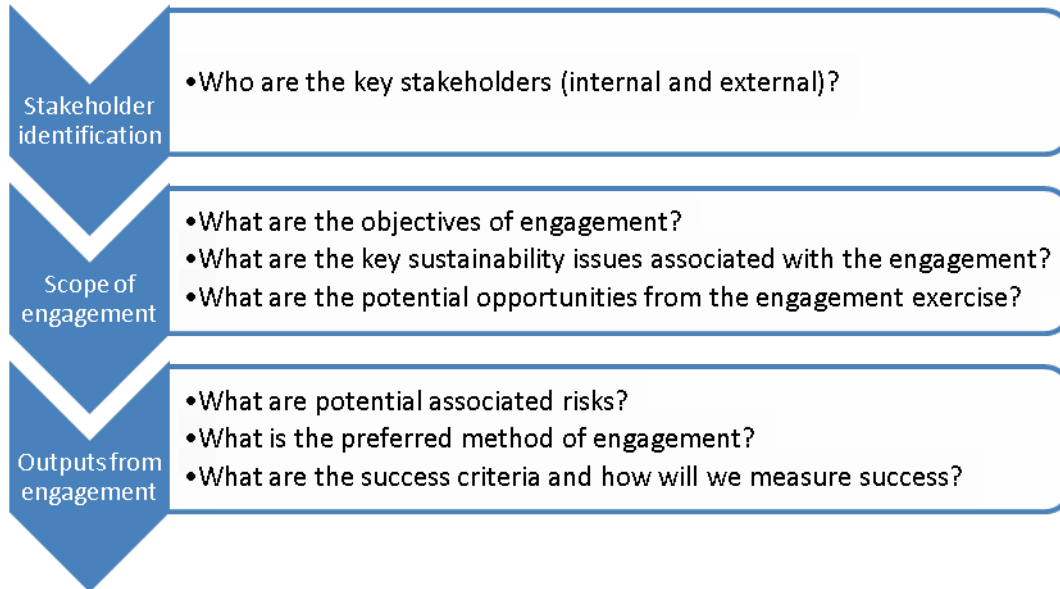 Stakeholder
identification
•Who are the key stakeholders (internal and external)?
Scope of
engagement
•What are the objectives of engagement?
•What are the key sustainability issues associated with the engagement?
•What are the potential opportunities from the engagement exercise?
Outputs from
engagement
•What are potential associated risks?
•What is the preferred method of engagement?
•What are the success criteria and how will we measure success?